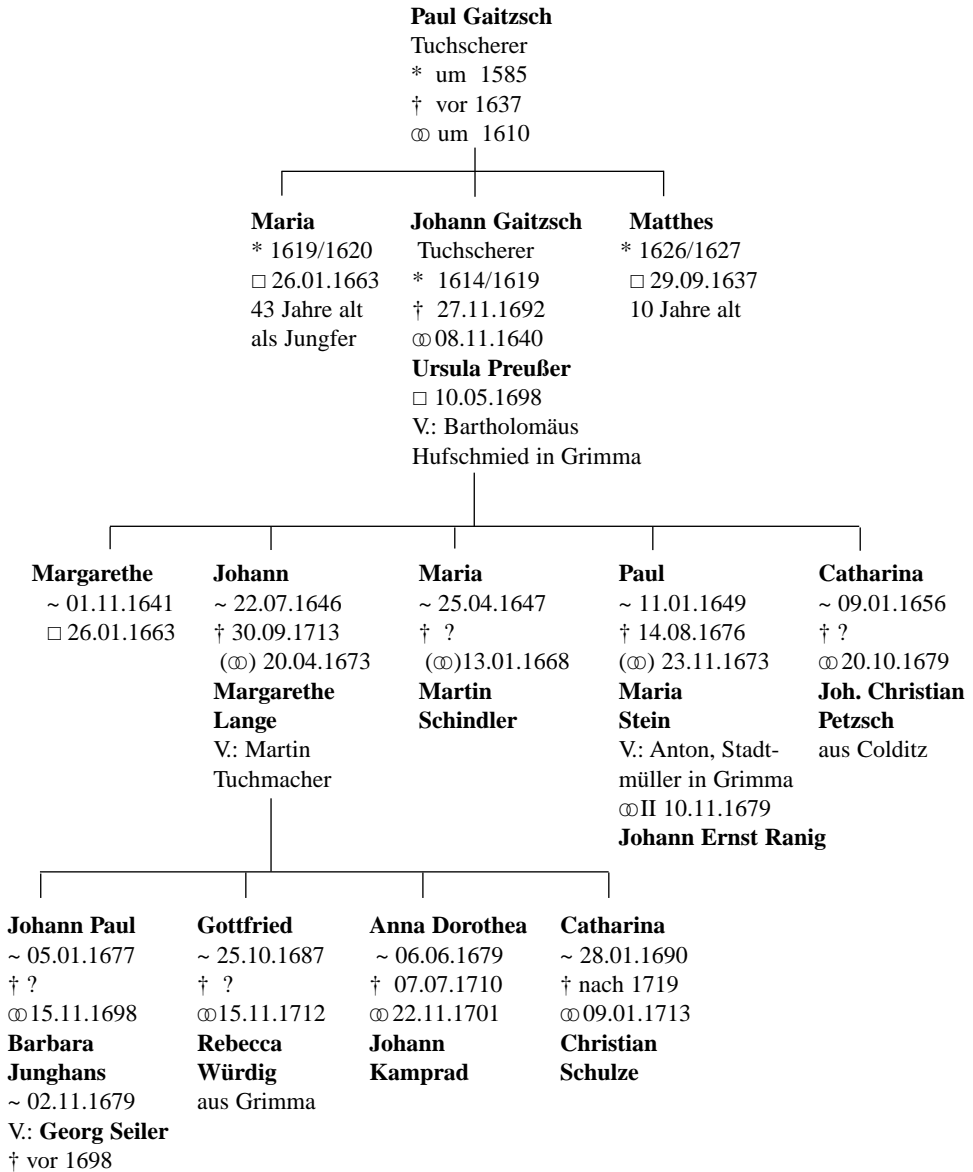 Paul Gaitzsch
Tuchscherer
* um 1585
† vor 1637
⚭ um 1610
Maria
* 1619/1620
□ 26.01.1663
43 Jahre alt
als Jungfer
Johann Gaitzsch
Tuchscherer
* 1614/1619
† 27.11.1692
⚭ 08.11.1640
Ursula Preußer
□ 10.05.1698
V.: Bartholomäus
Hufschmied in Grimma
Matthes
* 1626/1627
□ 29.09.1637
10 Jahre alt
Margarethe
~ 01.11.1641
□ 26.01.1663
Johann
~ 22.07.1646
† 30.09.1713
(⚭) 20.04.1673
Margarethe
Lange
V.: Martin
Tuchmacher
Maria
~ 25.04.1647
† ?
(⚭)13.01.1668
Martin
Schindler
Paul
~ 11.01.1649
† 14.08.1676
(⚭) 23.11.1673
Maria
Stein
V.: Anton, Stadt-
müller in Grimma
⚭II 10.11.1679
Johann Ernst Ranig
Catharina
~ 09.01.1656
† ?
⚭ 20.10.1679
Joh. Christian
Petzsch
aus Colditz
Johann Paul
~ 05.01.1677
† ?
⚭ 15.11.1698
Barbara
Junghans
~ 02.11.1679
V.: Georg Seiler
† vor 1698
Gottfried
~ 25.10.1687
† ?
⚭ 15.11.1712
Rebecca
Würdig
aus Grimma
Anna Dorothea
~ 06.06.1679
† 07.07.1710
⚭ 22.11.1701
Johann
Kamprad
Catharina
~ 28.01.1690
† nach 1719
⚭ 09.01.1713
Christian
Schulze